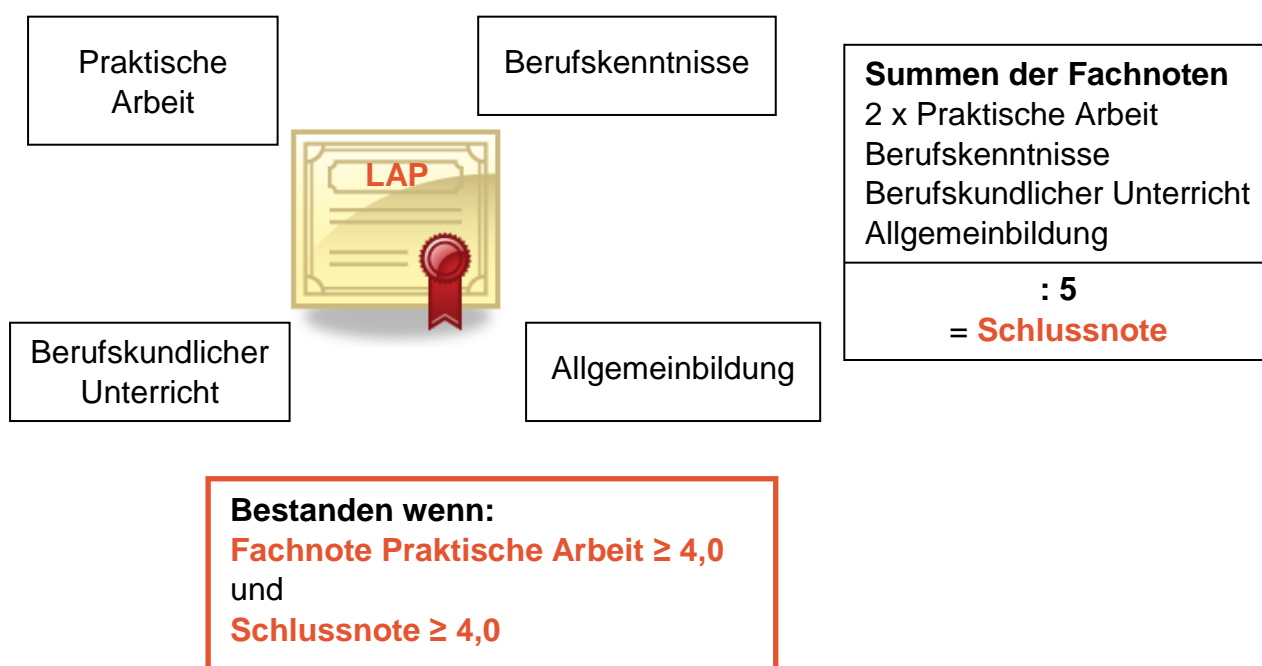 Praktische
Arbeit
Berufskenntnisse
LAP
Berufskundlicher
Unterricht
Allgemeinbildung
Summen der Fachnoten
2 x Praktische Arbeit
Berufskenntnisse
Berufskundlicher Unterricht
Allgemeinbildung
: 5
= Schlussnote
Bestanden wenn:
Fachnote Praktische Arbeit ≥ 4,0
und
Schlussnote ≥ 4,0